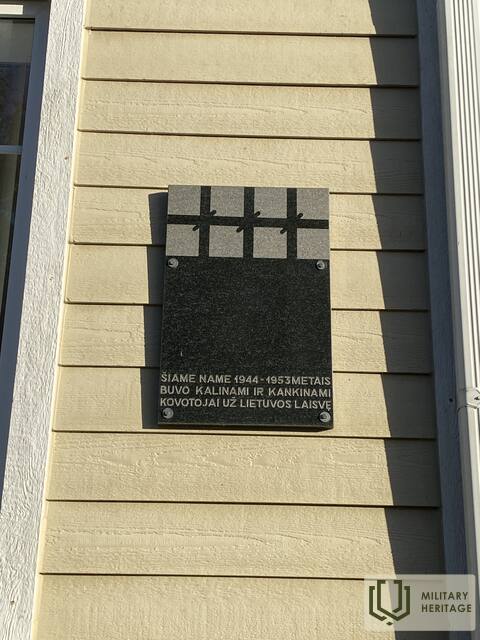 ŠIAME NAME 1944-1953 METAIS
BUVO KALINAMI IR KANKINAMI
KOVOTOJAI UŽ LIETUVOS LAISVĘ
MILITARY
HERITAGE